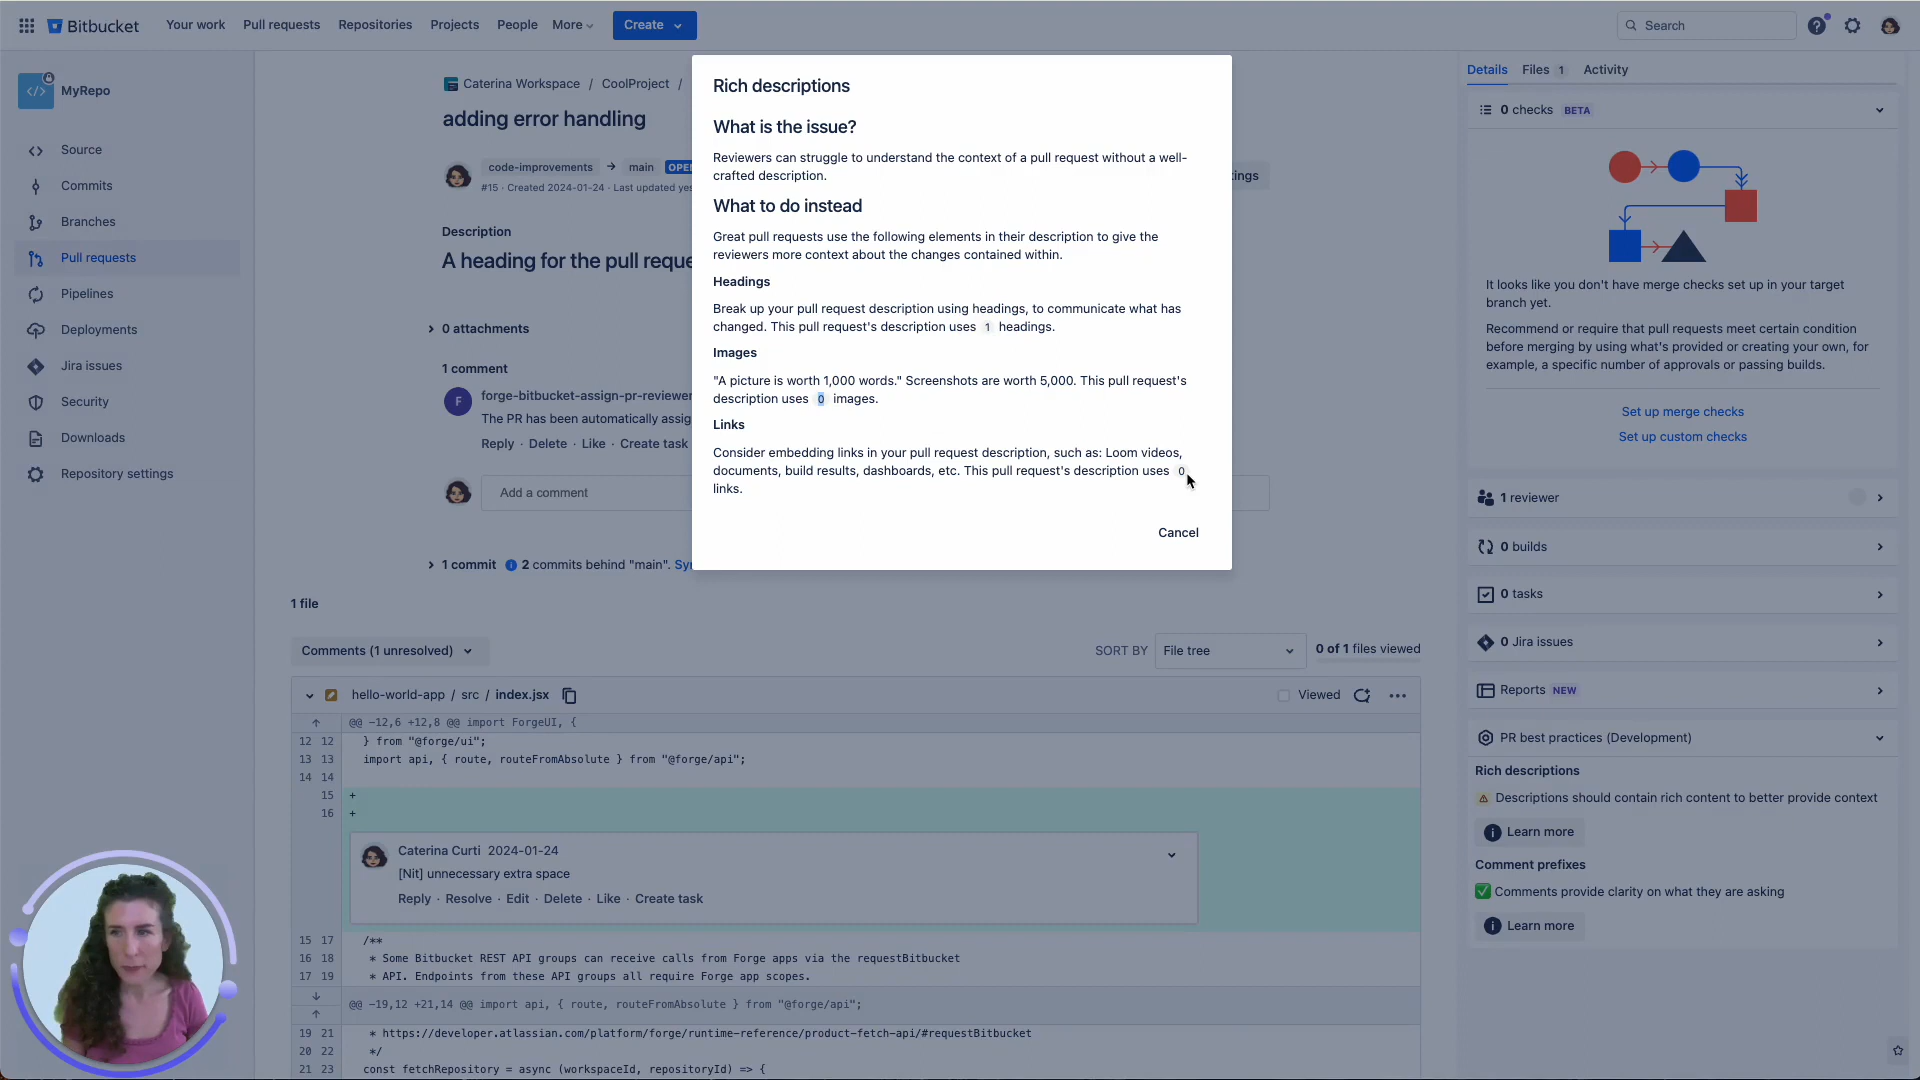 Bitbucket
Your work
Pull requests
Repositories
Projects
People
More
Create
Search
MyRepo
Source
Commits
Branches
Pull requests
Pipelines
Deployments
Jira issues
Security
Downloads
Repository settings
Caterina Workspace / CoolProject /
adding error handling
code-improvements → main
#15 · Created 2024-01-24 · Last updated
Description
A heading for the pull
0 attachments
1 comment
F
The PR has been automatically
Reply · Delete · Like · Create task
Add a comment
1 commit 2 commits behind "main".
Rich descriptions
What is the issue?
Reviewers can struggle to understand the context of a pull request without a well-
crafted description.
What to do instead
Great pull requests use the following elements in their description to give the
reviewers more context about the changes contained within.
Headings
Break up your pull request description using headings, to communicate what has
changed. This pull request's description uses 1 headings.
Images
"A picture is worth 1,000 words." Screenshots are worth 5,000. This pull request's
description uses 0 images.
Links
Consider embedding links in your pull request description, such as: Loom videos,
documents, build results, dashboards, etc. This pull request's description uses 0
links.
Cancel
1 file
Comments (1 unresolved)
SORT BY File tree
0 of 1 files viewed
hello-world-app / src / index.jsx
Viewed
@@ -12,6 +12,8 @@ import ForgeUI, {
12 12 } from "@forge/ui";
13 13 import api, { route, routeFromAbsolute } from "@forge/api";
14 14
15 +
16 +
Caterina Curti 2024-01-24
[Nit] unnecessary extra space
Reply · Resolve · Edit · Delete · Like · Create task
15 17 /**
16 18 * Some Bitbucket REST API groups can receive calls from Forge apps via the requestBitbucket
17 19 * API. Endpoints from these API groups all require Forge app scopes.
@@ -19,12 +21,14 @@ import api, { route, routeFromAbsolute } from "@forge/api";
19 21 * https://developer.atlassian.com/platform/forge/runtime-reference/product-fetch-api/#requestBitbucket
20 22 */
21 23 const fetchRepository = async (workspaceId, repositoryId) => {
Details
Files 1
Activity
0 checks BETA
It looks like you don't have merge checks set up in your target
branch yet.
Recommend or require that pull requests meet certain condition
before merging by using what's provided or creating your own, for
example, a specific number of approvals or passing builds.
Set up merge checks
Set up custom checks
1 reviewer
0 builds
0 tasks
0 Jira issues
Reports NEW
PR best practices (Development)
Rich descriptions
Descriptions should contain rich content to better provide context
Learn more
Comment prefixes
Comments provide clarity on what they are asking
Learn more